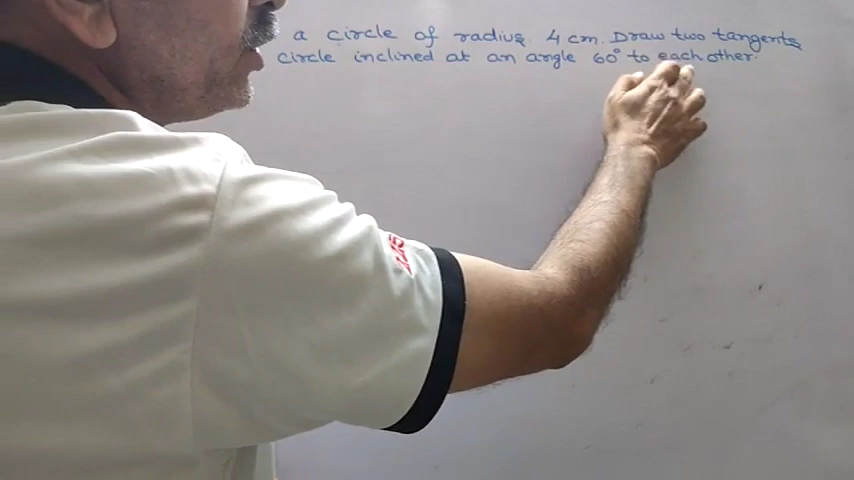 a circle of radius 4 cm. Draw two tangents
circle inclined at an angle 60° to each other.